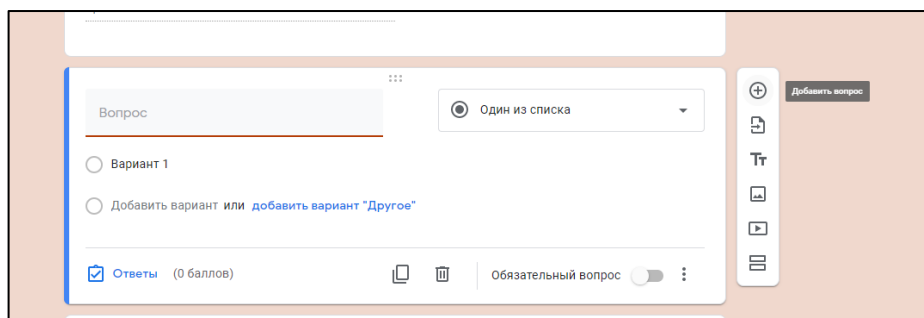 Вопрос
Один из списка
Добавить вопрос
Вариант 1
Добавить вариант или добавить вариант "Другое"
Ответы (0 баллов)
Обязательный вопрос